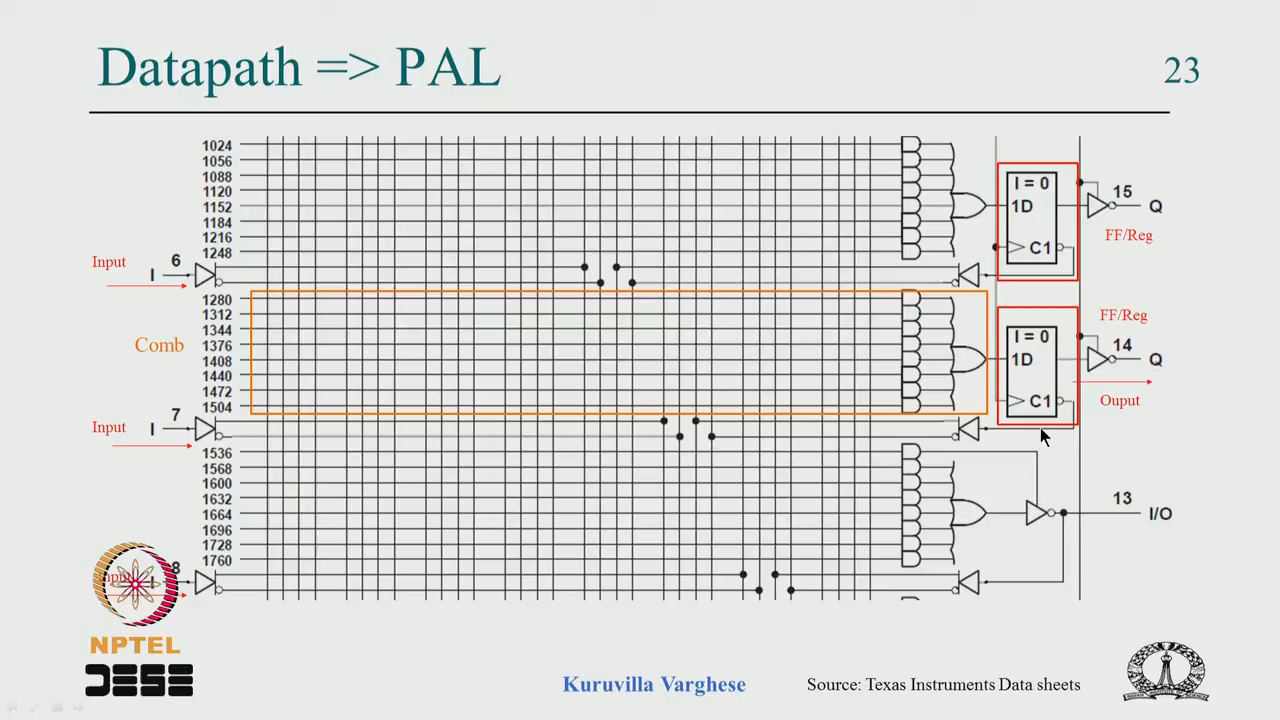 Datapath => PAL
23
1024
1056
1088
1120
1152
1184
1216
1248
I = 0
1D
C1
15
Q
FF/Reg
Input
6
I
1280
1312
1344
1376
1408
1440
1472
1504
Comb
I = 0
1D
C1
FF/Reg
14
Q
Ouput
Input
7
I
1536
1568
1600
1632
1664
1696
1728
1760
13
I/O
Input
I
8
NPTEL
DESE
Kuruvilla Varghese
Source: Texas Instruments Data sheets